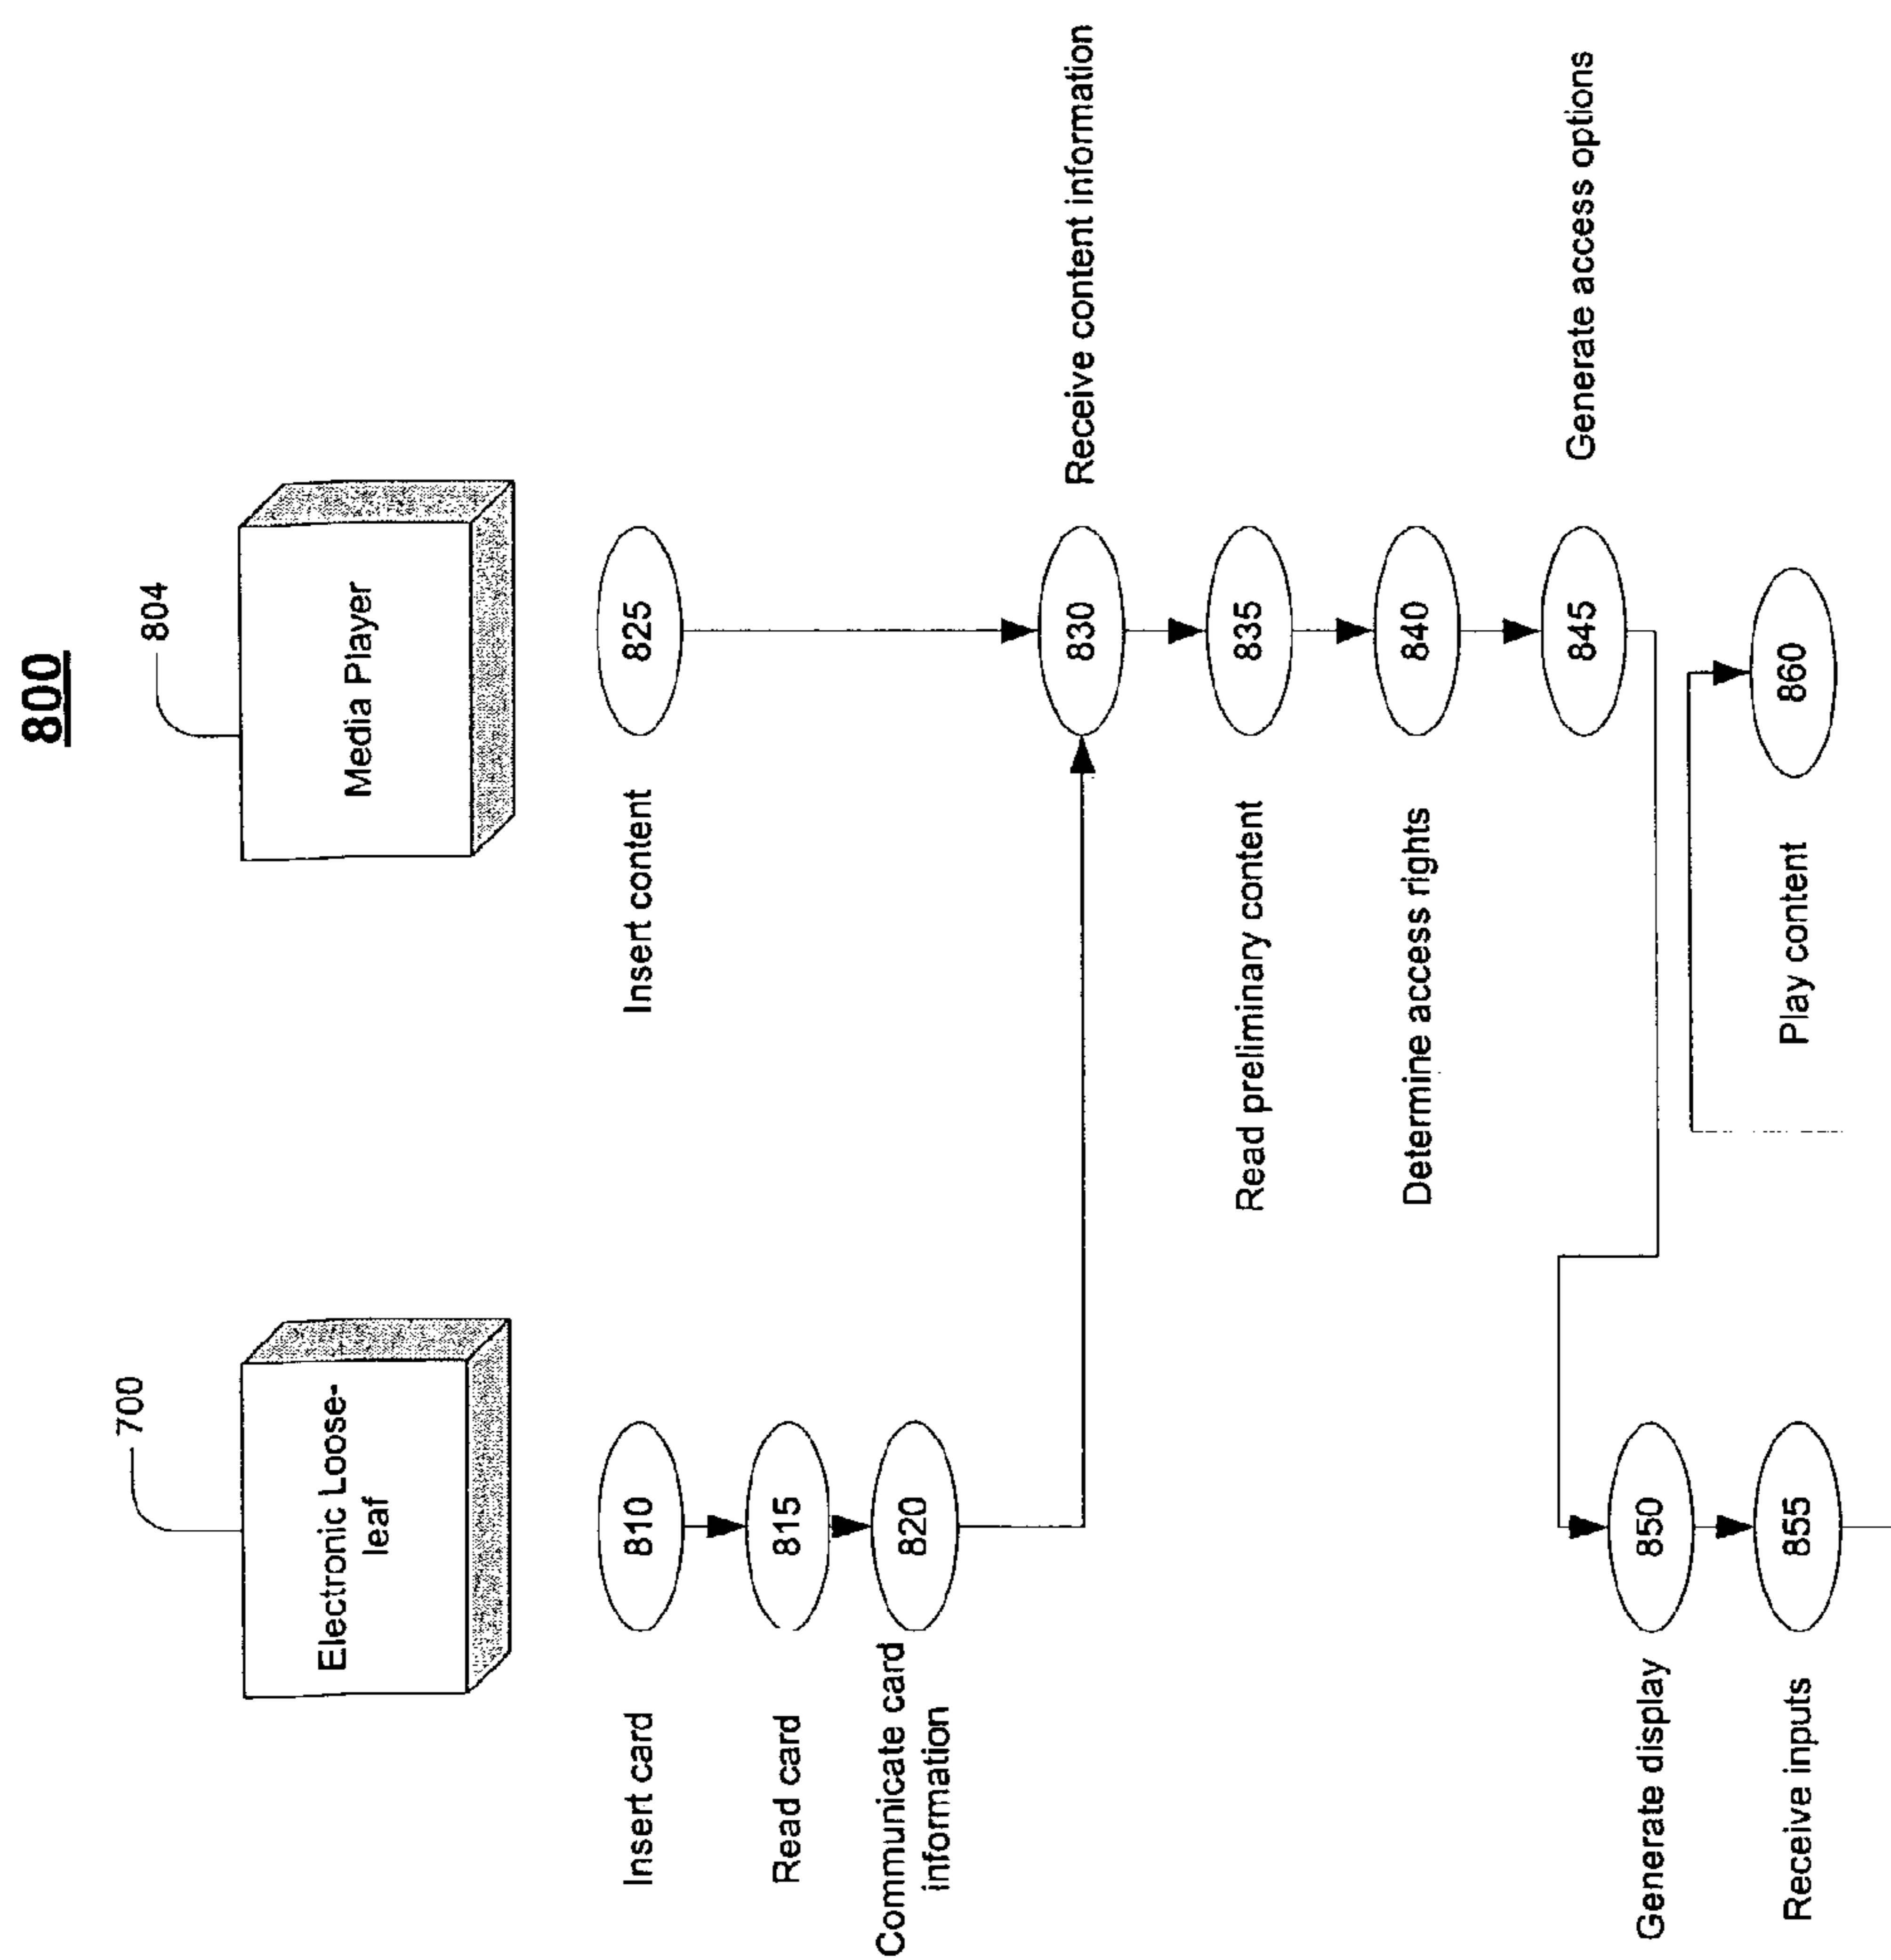 800
700
804
Electronic Loose-
leaf
Media Player
Insert card
810
Insert content
825
Read card
815
Communicate card
information
820
830
Receive content information
Read preliminary content
835
Determine access rights
840
845
Generate access options
Generate display
850
Receive inputs
855
Play content
860